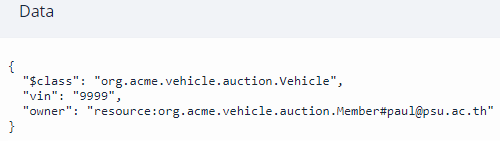 Data
{
  "$class": "org.acme.vehicle.auction.Vehicle",
  "vin": "9999",
  "owner": "resource:org.acme.vehicle.auction.Member#paul@psu.ac.th"
}